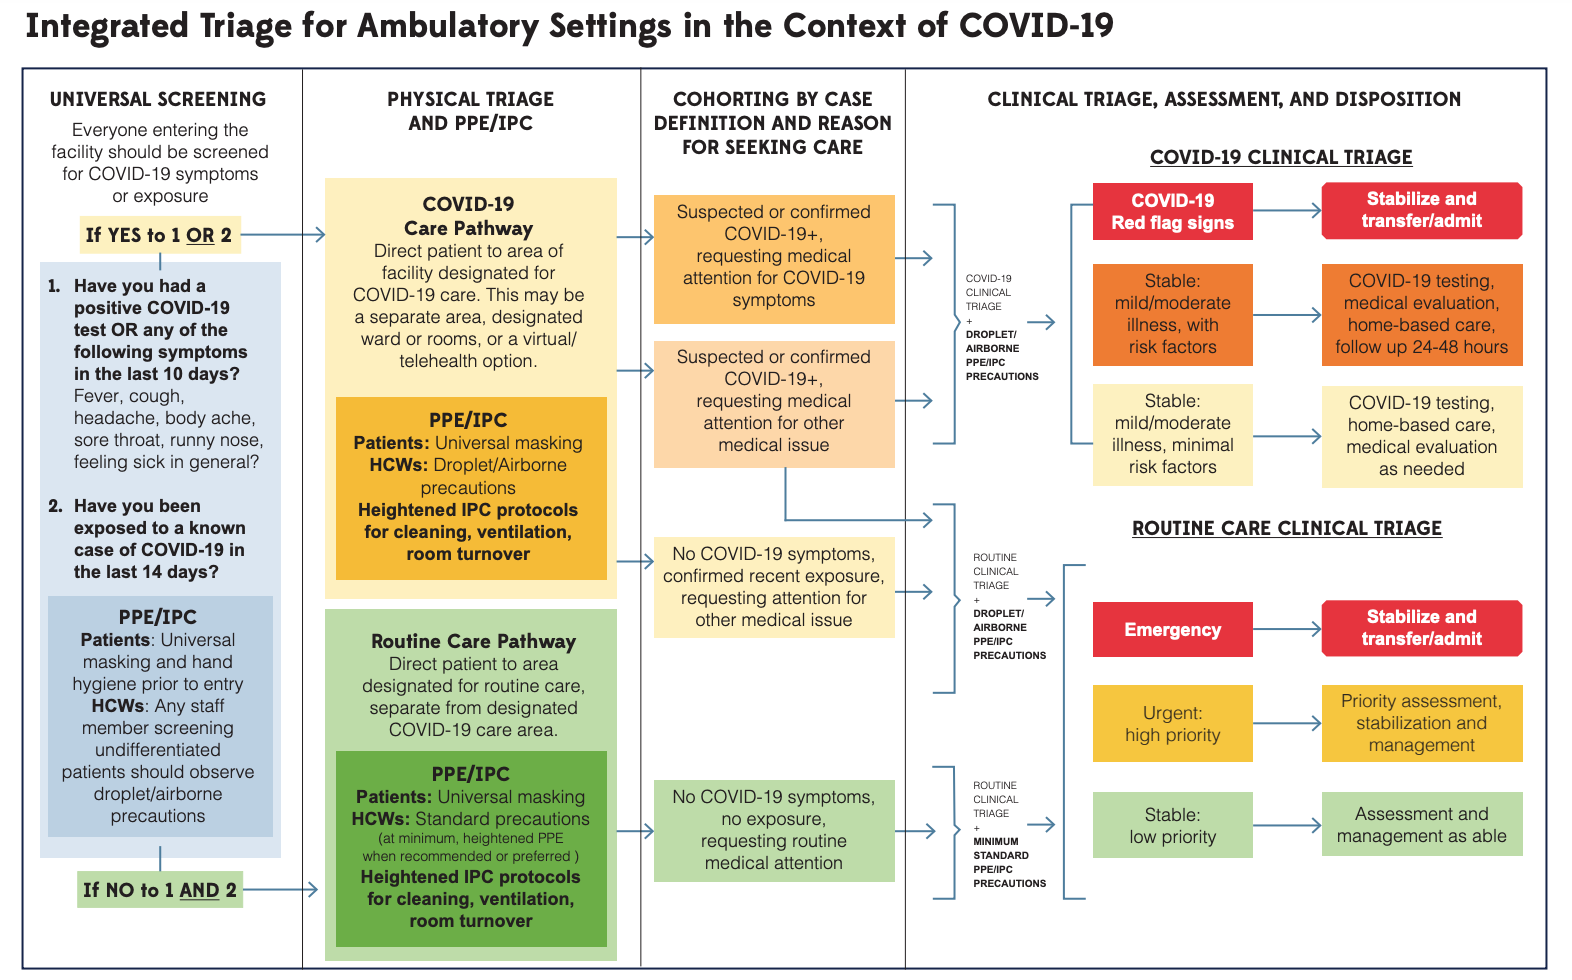 Integrated Triage for Ambulatory Settings in the Context of COVID-19
UNIVERSAL SCREENING
Everyone entering the
facility should be screened
for COVID-19 symptoms
or exposure
If YES to 1 OR 2
1. Have you had a
positive COVID-19
test OR any of the
following symptoms
in the last 10 days?
Fever, cough,
headache, body ache,
sore throat, runny nose,
feeling sick in general?
2. Have you been
exposed to a known
case of COVID-19 in
the last 14 days?
PPE/IPC
Patients: Universal
masking and hand
hygiene prior to entry
HCWs: Any staff
member screening
undifferentiated
patients should observe
droplet/airborne
precautions
If NO to 1 AND 2
PHYSICAL TRIAGE
AND PPE/IPC
COVID-19
Care Pathway
Direct patient to area of
facility designated for
COVID-19 care. This may be
a separate area, designated
ward or rooms, or a virtual/
telehealth option.
PPE/IPC
Patients: Universal masking
HCWs: Droplet/Airborne
precautions
Heightened IPC protocols
for cleaning, ventilation,
room turnover
Routine Care Pathway
Direct patient to area
designated for routine care,
separate from designated
COVID-19 care area.
PPE/IPC
Patients: Universal masking
HCWs: Standard precautions
(at minimum, heightened PPE
when recommended or preferred )
Heightened IPC protocols
for cleaning, ventilation,
room turnover
COHORTING BY CASE
DEFINITION AND REASON
FOR SEEKING CARE
Suspected or confirmed
COVID-19+,
requesting medical
attention for COVID-19
symptoms
Suspected or confirmed
COVID-19+,
requesting medical
attention for other
medical issue
No COVID-19 symptoms,
confirmed recent exposure,
requesting attention for
other medical issue
No COVID-19 symptoms,
no exposure,
requesting routine
medical attention
CLINICAL TRIAGE, ASSESSMENT, AND DISPOSITION
COVID-19
CLINICAL
TRIAGE
+
DROPLET/
AIRBORNE
PPE/IPC
PRECAUTIONS
COVID-19 CLINICAL TRIAGE
COVID-19
Red flag signs
Stabilize and
transfer/admit
Stable:
mild/moderate
illness, with
risk factors
COVID-19 testing,
medical evaluation,
home-based care,
follow up 24-48 hours
Stable:
mild/moderate
illness, minimal
risk factors
COVID-19 testing,
home-based care,
medical evaluation
as needed
ROUTINE
CLINICAL
TRIAGE
+
DROPLET/
AIRBORNE
PPE/IPC
PRECAUTIONS
ROUTINE
CLINICAL
TRIAGE
+
MINIMUM
STANDARD
PPE/IPC
PRECAUTIONS
ROUTINE CARE CLINICAL TRIAGE
Emergency
Stabilize and
transfer/admit
Urgent:
high priority
Priority assessment,
stabilization and
management
Stable:
low priority
Assessment and
management as able